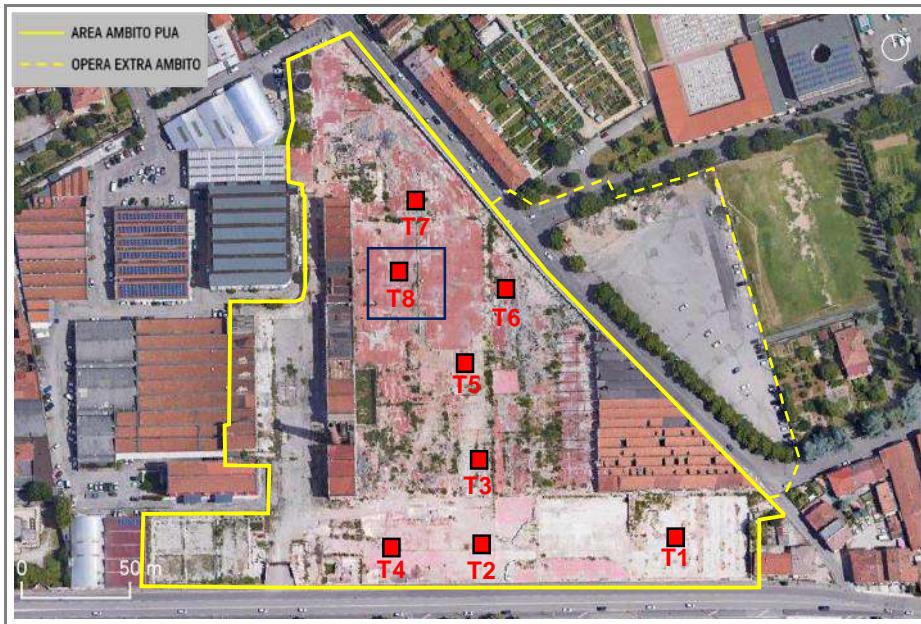 AREA AMBITO PUA
OPERA EXTRA AMBITO
T7
T8
T6
T5
T3
T4
T2
T1
0
50 m